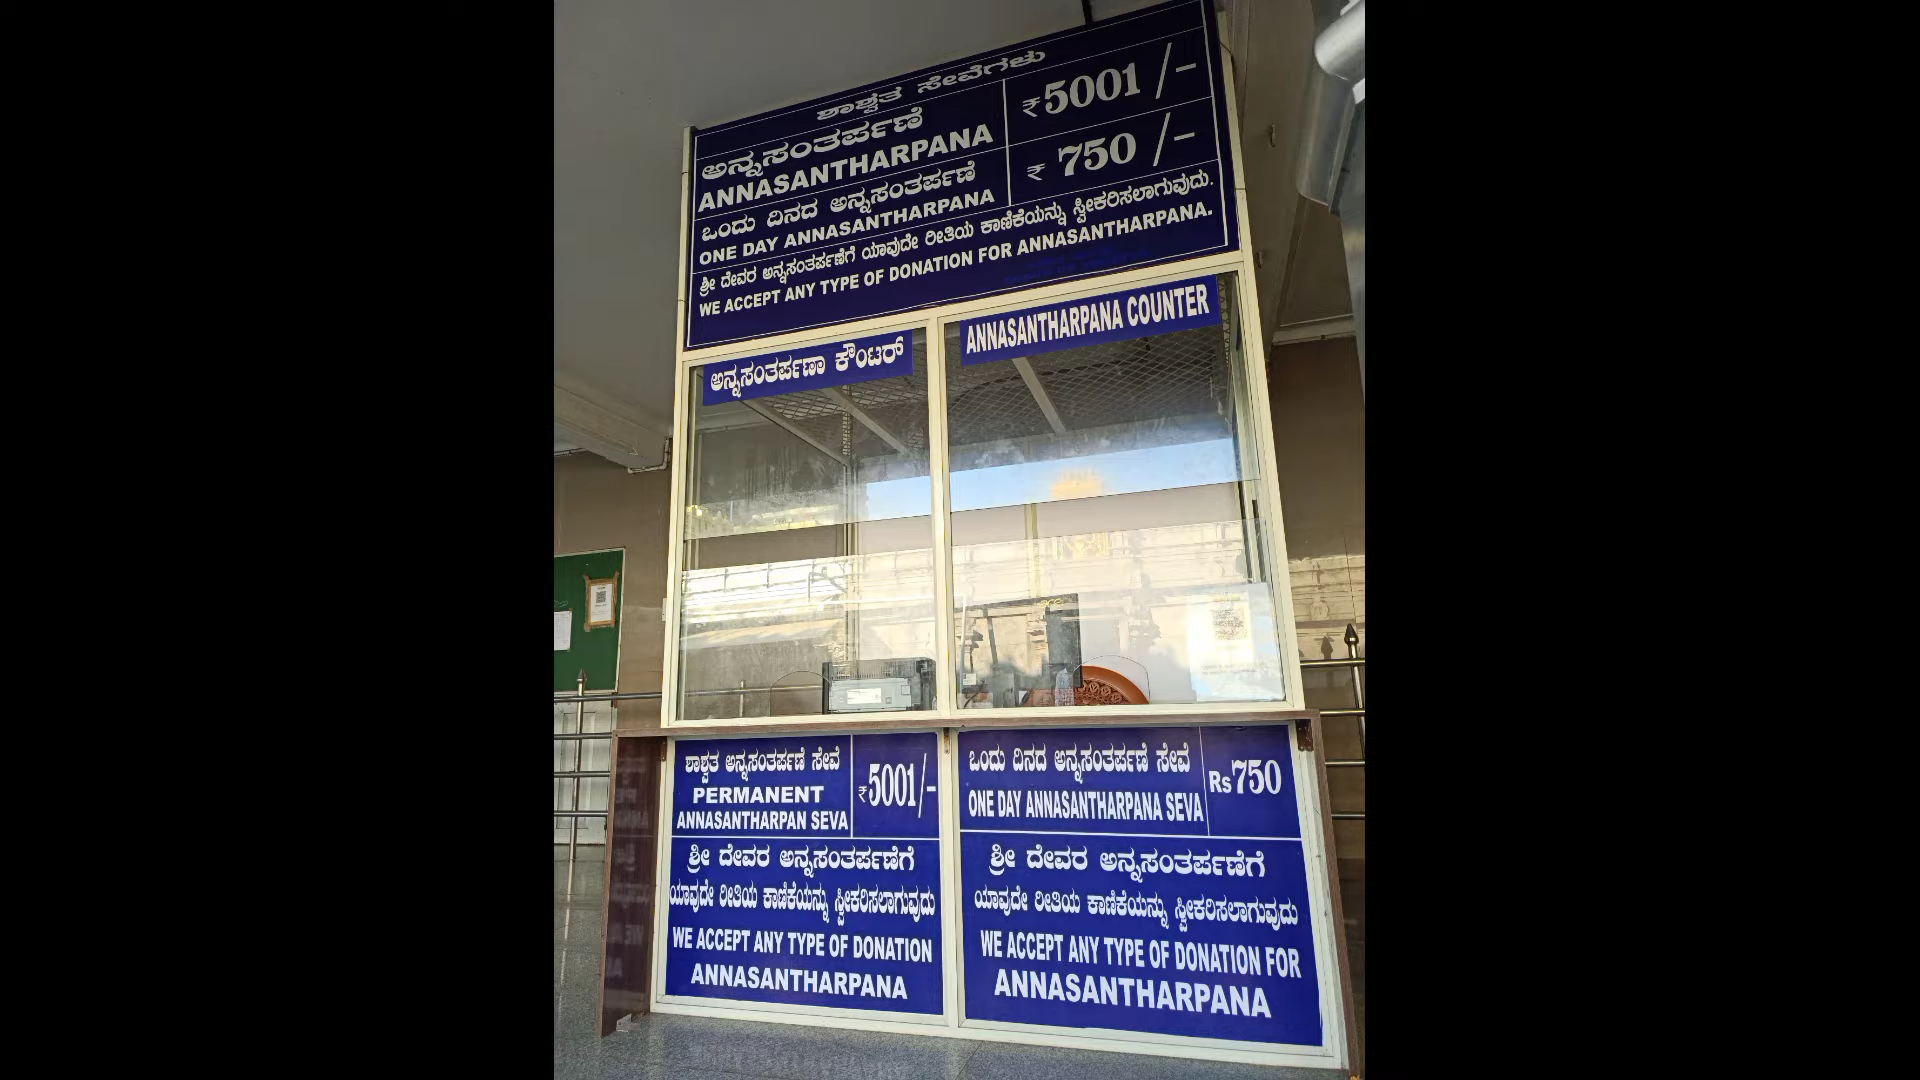 ಶಾಶ್ವತ ಸೇವೆಗಳು
ಅನ್ನಸಂತರ್ಪಣೆ
ANNASANTHARPANA
₹5001/-
ಒಂದು ದಿನದ ಅನ್ನಸಂತರ್ಪಣೆ
ONE DAY ANNASANTHARPANA
₹ 750/-
ಶ್ರೀ ದೇವರ ಅನ್ನಸಂತರ್ಪಣೆಗೆ ಯಾವುದೇ ರೀತಿಯ ಕಾಣಿಕೆಯನ್ನು ಸ್ವೀಕರಿಸಲಾಗುವುದು.
WE ACCEPT ANY TYPE OF DONATION FOR ANNASANTHARPANA.
ಅನ್ನಸಂತರ್ಪಣಾ ಕೌಂಟರ್
ANNASANTHARPANA COUNTER
ಶಾಶ್ವತ ಅನ್ನಸಂತರ್ಪಣೆ ಸೇವೆ
PERMANENT
ANNASANTHARPAN SEVA
₹5001/-
ಶ್ರೀ ದೇವರ ಅನ್ನಸಂತರ್ಪಣೆಗೆ
ಯಾವುದೇ ರೀತಿಯ ಕಾಣಿಕೆಯನ್ನು ಸ್ವೀಕರಿಸಲಾಗುವುದು
WE ACCEPT ANY TYPE OF DONATION
ANNASANTHARPANA
ಒಂದು ದಿನದ ಅನ್ನಸಂತರ್ಪಣೆ ಸೇವೆ
ONE DAY ANNASANTHARPANA SEVA
Rs750
ಶ್ರೀ ದೇವರ ಅನ್ನಸಂತರ್ಪಣೆಗೆ
ಯಾವುದೇ ರೀತಿಯ ಕಾಣಿಕೆಯನ್ನು ಸ್ವೀಕರಿಸಲಾಗುವುದು
WE ACCEPT ANY TYPE OF DONATION FOR
ANNASANTHARPANA